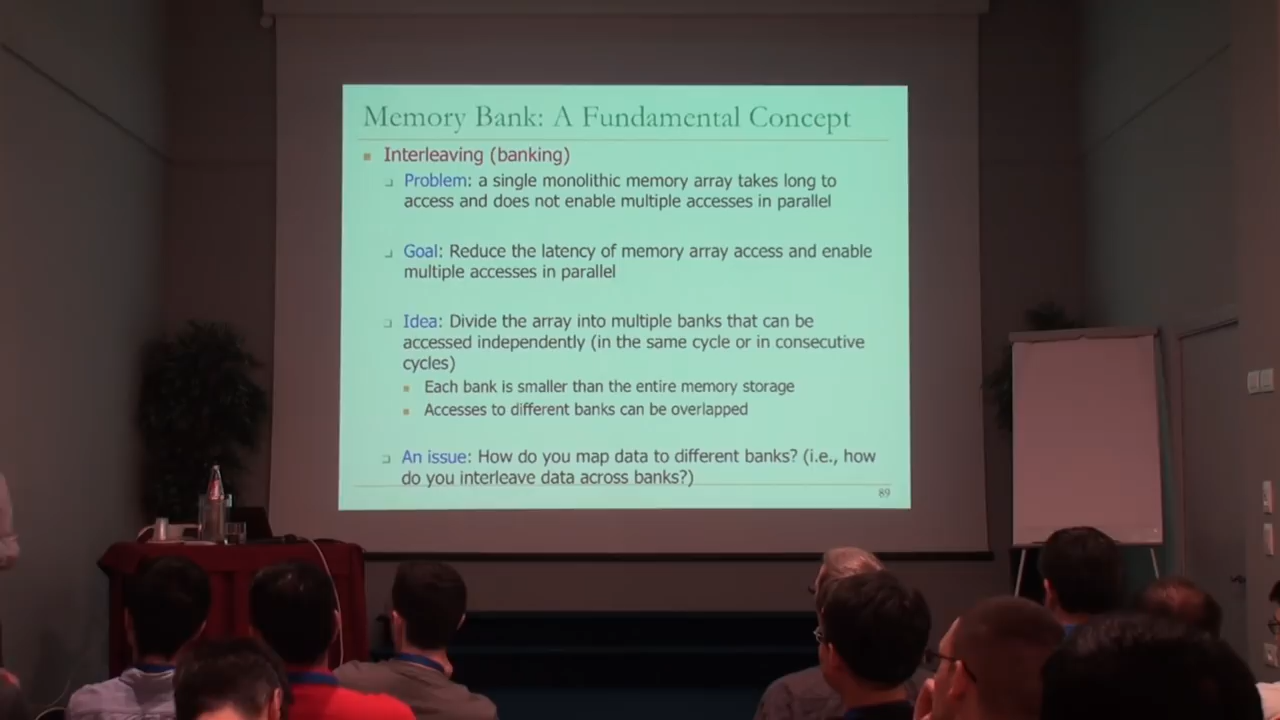 Memory Bank: A Fundamental Concept
Interleaving (banking)
Problem: a single monolithic memory array takes long to
access and does not enable multiple accesses in parallel
Goal: Reduce the latency of memory array access and enable
multiple accesses in parallel
Idea: Divide the array into multiple banks that can be
accessed independently (in the same cycle or in consecutive
cycles)
Each bank is smaller than the entire memory storage
Accesses to different banks can be overlapped
An issue: How do you map data to different banks? (i.e., how
do you interleave data across banks?)
89